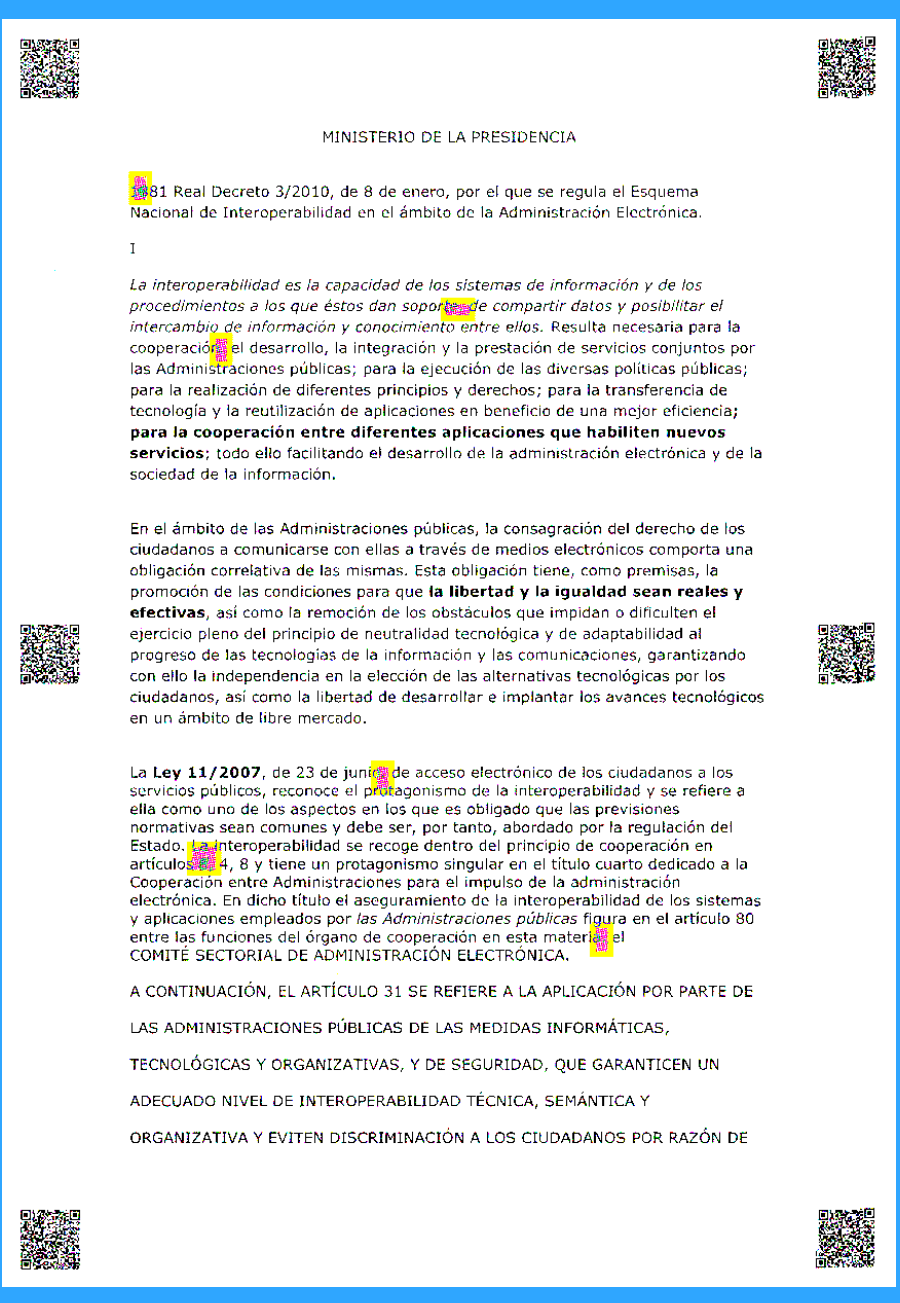 MINISTERIO DE LA PRESIDENCIA
81 Real Decreto 3/2010, de 8 de enero, por el que se regula el Esquema
Nacional de Interoperabilidad en el ámbito de la Administración Electrónica.
I
La interoperabilidad es la capacidad de los sistemas de información y de los
procedimientos a los que éstos dan de compartir datos y posibilitar el
intercambio de información y conocimiento entre ellos. Resulta necesaria para la
cooperación el desarrollo, la integración y la prestación de servicios conjuntos por
las Administraciones públicas; para la ejecución de las diversas políticas públicas;
para la realización de diferentes principios y derechos; para la transferencia de
tecnología y la reutilización de aplicaciones en beneficio de una mejor eficiencia;
para la cooperación entre diferentes aplicaciones que habiliten nuevos
servicios; todo ello facilitando el desarrollo de la administración electrónica y de la
sociedad de la información.
En el ámbito de las Administraciones públicas, la consagración del derecho de los
ciudadanos a comunicarse con ellas a través de medios electrónicos comporta una
obligación correlativa de las mismas. Esta obligación tiene, como premisas, la
promoción de las condiciones para que la libertad y la igualdad sean reales y
efectivas, así como la remoción de los obstáculos que impidan o dificulten el
ejercicio pleno del principio de neutralidad tecnológica y de adaptabilidad al
progreso de las tecnologías de la información y las comunicaciones, garantizando
con ello la independencia en la elección de las alternativas tecnológicas por los
ciudadanos, así como la libertad de desarrollar e implantar los avances tecnológicos
en un ámbito de libre mercado.
La Ley 11/2007, de 23 de junio de acceso electrónico de los ciudadanos a los
servicios públicos, reconoce el protagonismo de la interoperabilidad y se refiere a
ella como uno de los aspectos en los que es obligado que las previsiones
normativas sean comunes y debe ser, por tanto, abordado por la regulación del
Estado. La interoperabilidad se recoge dentro del principio de cooperación en
artículos 4, 8 y tiene un protagonismo singular en el título cuarto dedicado a la
Cooperación entre Administraciones para el impulso de la administración
electrónica. En dicho título el aseguramiento de la interoperabilidad de los sistemas
y aplicaciones empleados por las Administraciones públicas figura en el artículo 80
entre las funciones del órgano de cooperación en esta materia el
COMITÉ SECTORIAL DE ADMINISTRACIÓN ELECTRÓNICA.
A CONTINUACIÓN, EL ARTÍCULO 31 SE REFIERE A LA APLICACIÓN POR PARTE DE
LAS ADMINISTRACIONES PÚBLICAS DE LAS MEDIDAS INFORMÁTICAS,
TECNOLÓGICAS Y ORGANIZATIVAS, Y DE SEGURIDAD, QUE GARANTICEN UN
ADECUADO NIVEL DE INTEROPERABILIDAD TÉCNICA, SEMÁNTICA Y
ORGANIZATIVA Y EVITEN DISCRIMINACIÓN A LOS CIUDADANOS POR RAZÓN DE